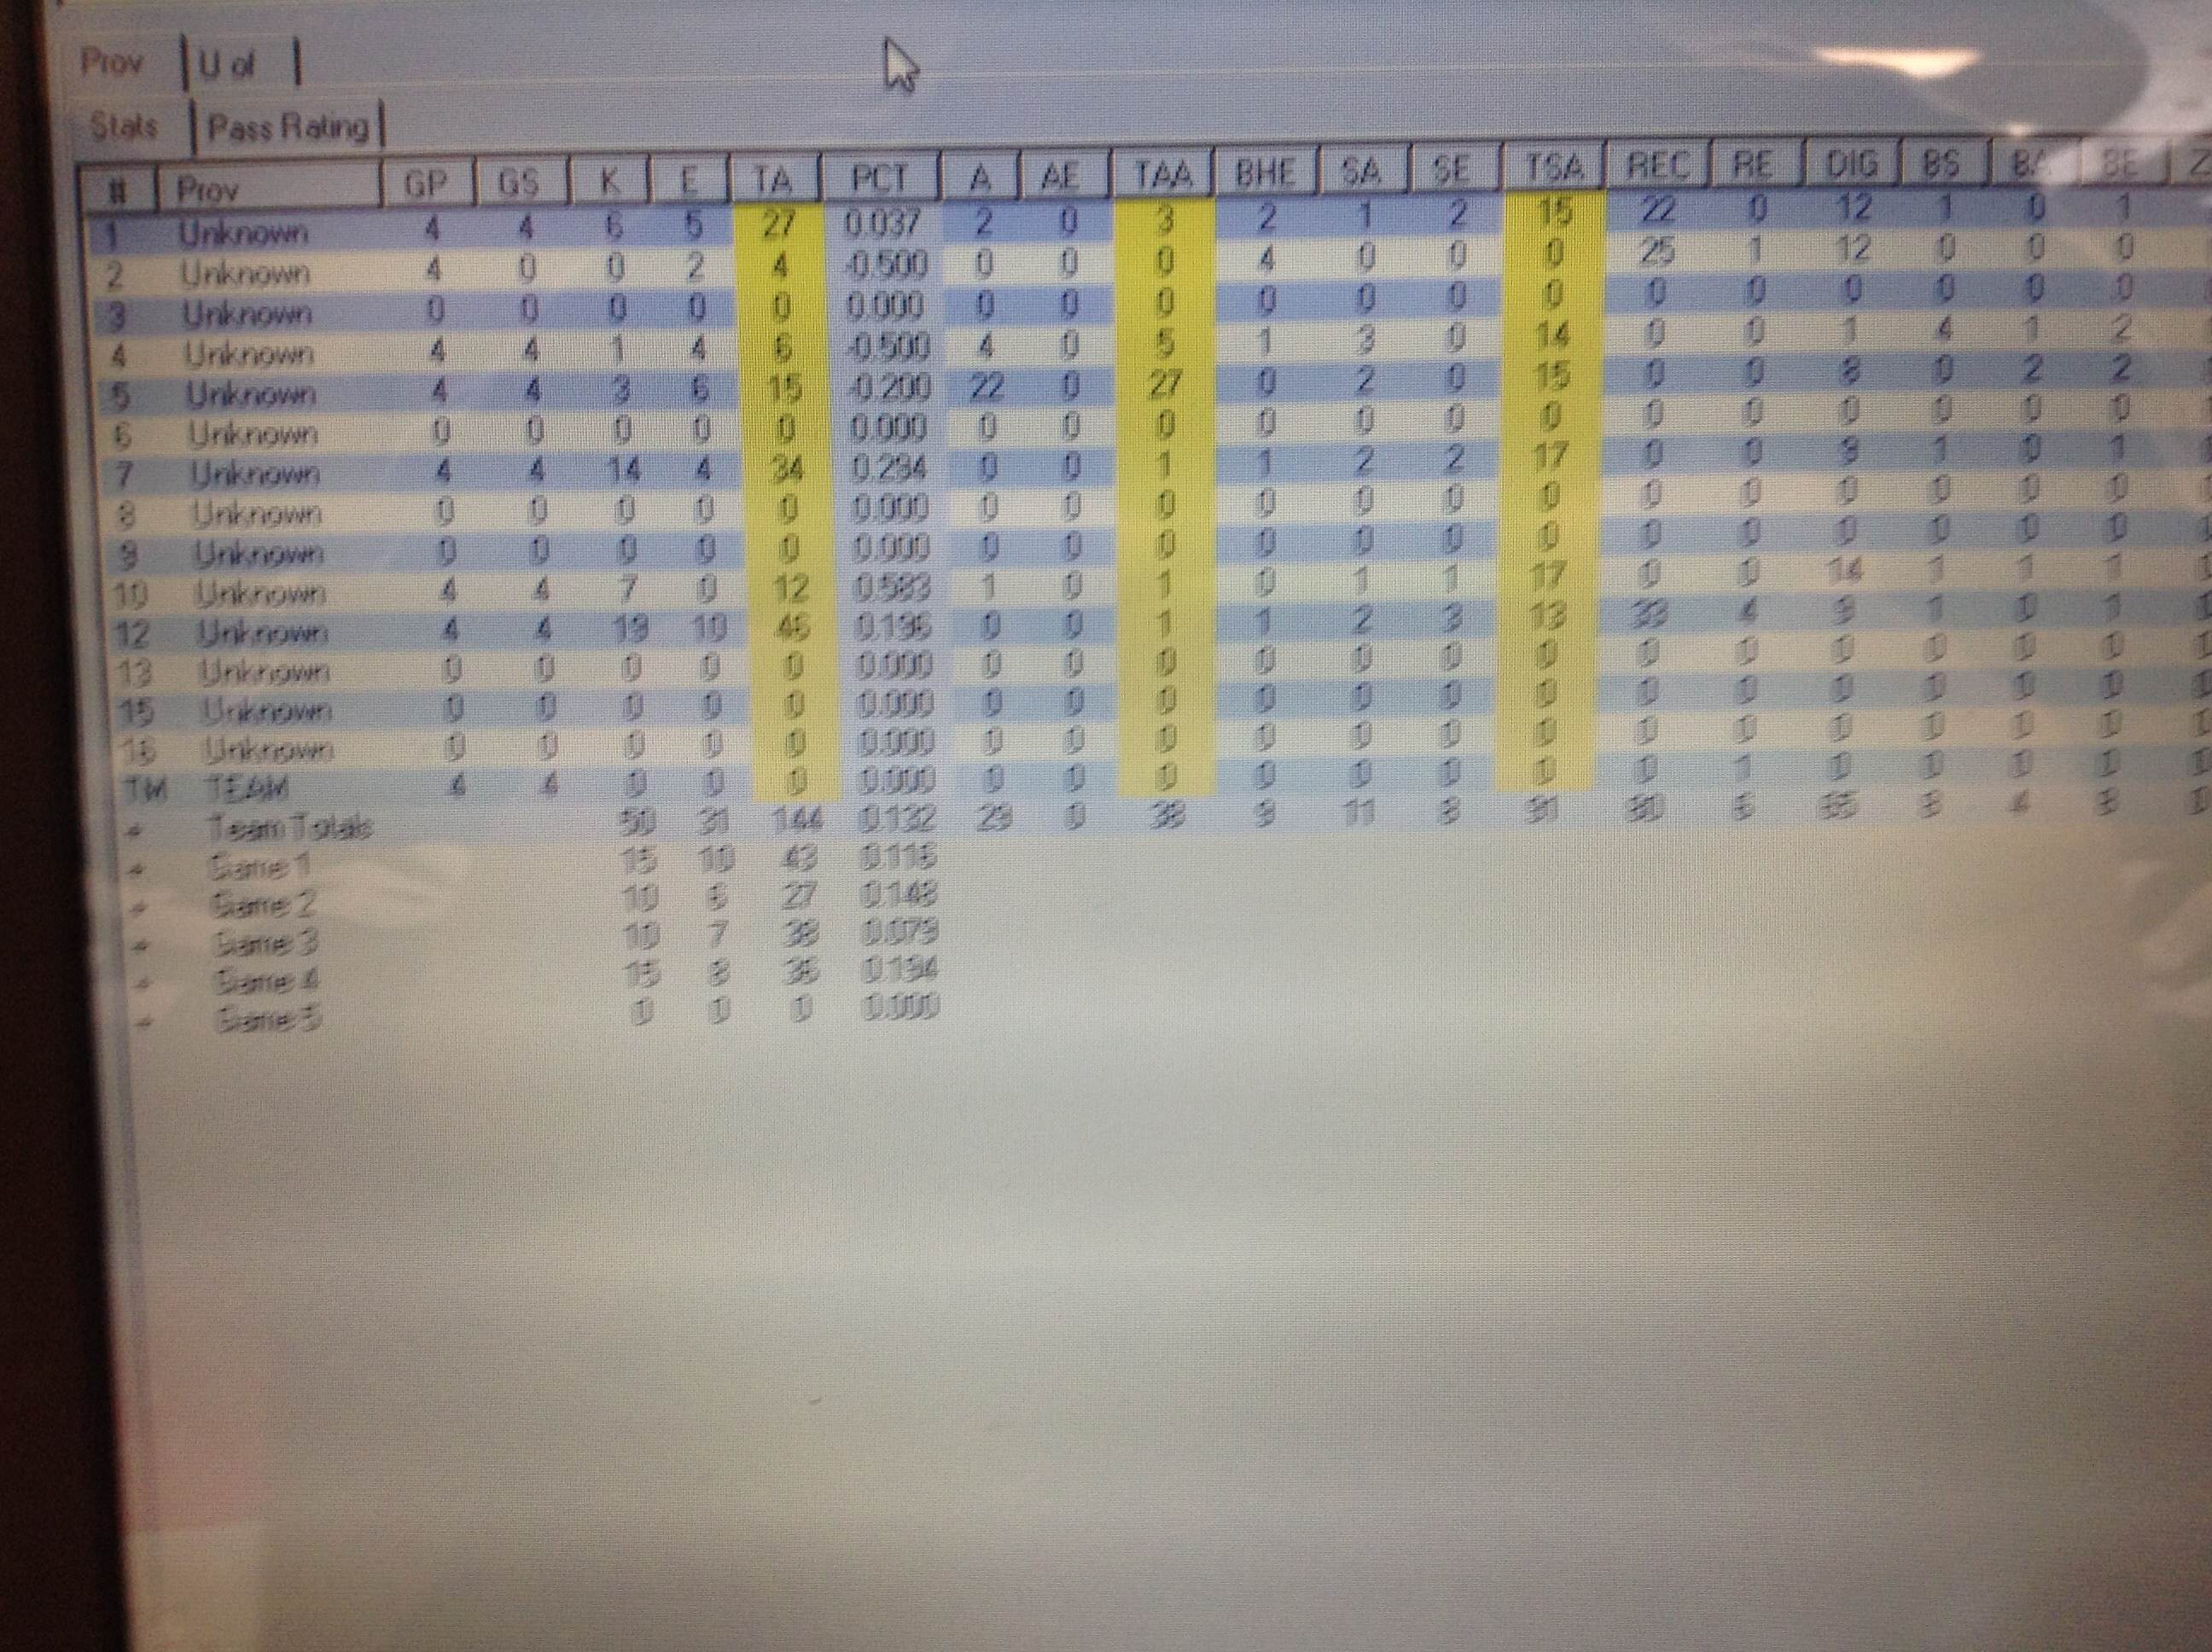 Prov U of
Stats Pass Rating
# Prov GP GS K E TA PCT A AE TAA BHE SA SE TSA REC RE DIG BS BA BE
1 Unknown 4 4 6 5 27 0.037 2 0 3 2 1 2 15 22 0 12 1 0 1
2 Unknown 4 0 0 2 4 -0.500 0 0 0 4 0 0 0 25 1 12 0 0 0
3 Unknown 0 0 0 0 0 0.000 0 0 0 0 0 0 0 0 0 0 0 0 0
4 Unknown 4 4 1 4 6 -0.500 4 0 5 1 3 0 14 0 0 1 4 1 2
5 Unknown 4 4 3 6 15 -0.200 22 0 27 0 2 0 15 0 0 8 0 2 2
6 Unknown 0 0 0 0 0 0.000 0 0 0 0 0 0 0 0 0 0 0 0 0
7 Unknown 4 4 14 4 34 0.294 0 0 1 1 2 2 17 0 0 9 1 0 1
8 Unknown 0 0 0 0 0 0.000 0 0 0 0 0 0 0 0 0 0 0 0 0
9 Unknown 0 0 0 0 0 0.000 0 0 0 0 0 0 0 0 0 0 0 0 0
10 Unknown 4 4 7 0 12 0.583 1 0 1 0 1 1 17 0 0 14 1 1 1
12 Unknown 4 4 19 10 46 0.196 0 0 1 1 2 3 13 33 4 9 1 0 1
13 Unknown 0 0 0 0 0 0.000 0 0 0 0 0 0 0 0 0 0 0 0 0
15 Unknown 0 0 0 0 0 0.000 0 0 0 0 0 0 0 0 0 0 0 0 0
16 Unknown 0 0 0 0 0 0.000 0 0 0 0 0 0 0 0 0 0 0 0 0
TM TEAM 4 4 0 0 0 0.000 0 0 0 0 0 0 0 0 1 0 0 0 0
Team Totals 50 31 144 0.132 29 0 38 9 11 8 91 80 6 65 8 4 8
Game 1 15 10 43 0.116
Game 2 10 6 27 0.148
Game 3 10 7 38 0.079
Game 4 15 8 36 0.194
Game 5 0 0 0 0.000